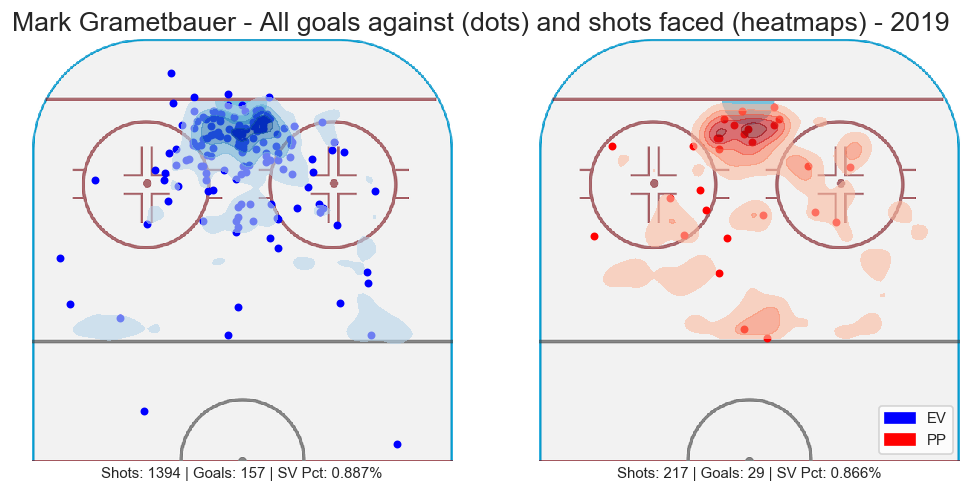 Mark Grametbauer - All goals against (dots) and shots faced (heatmaps) - 2019
EV
PP
Shots: 1394 | Goals: 157 | SV Pct: 0.887%
Shots: 217 | Goals: 29 | SV Pct: 0.866%